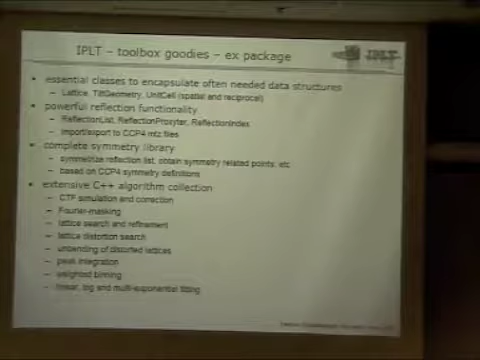 IPLT – toolbox goodies – ex package
IPLT
• essential classes to encapsulate often needed data structures
– Lattice, TiltGeometry, UnitCell (spatial and reciprocal)
• powerful reflection functionality
– ReflectionList, ReflectionProxyter, ReflectionIndex
– import/export to CCP4 mtz files
• complete symmetry library
– symmetrize reflection list, obtain symmetry related points, etc
– based on CCP4 symmetry definitions
• extensive C++ algorithm collection
– CTF simulation and correction
– Fourier-masking
– lattice search and refinement
– lattice distortion search
– unbending of distorted lattices
– peak integration
– weighted binning
– linear, log and multi-exponential fitting